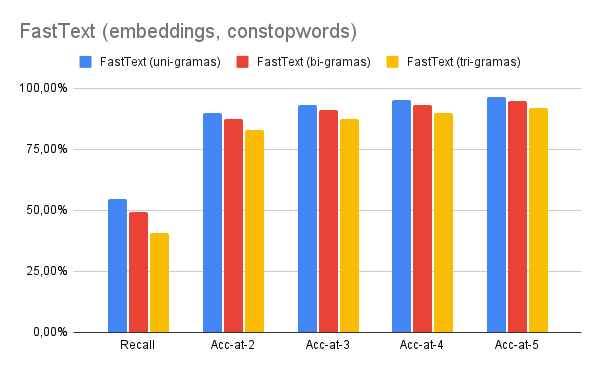 FastText (embeddings, constopwords)
FastText (uni-gramas) FastText (bi-gramas) FastText (tri-gramas)
100,00%
75,00%
50,00%
25,00%
0,00%
Recall Acc-at-2 Acc-at-3 Acc-at-4 Acc-at-5